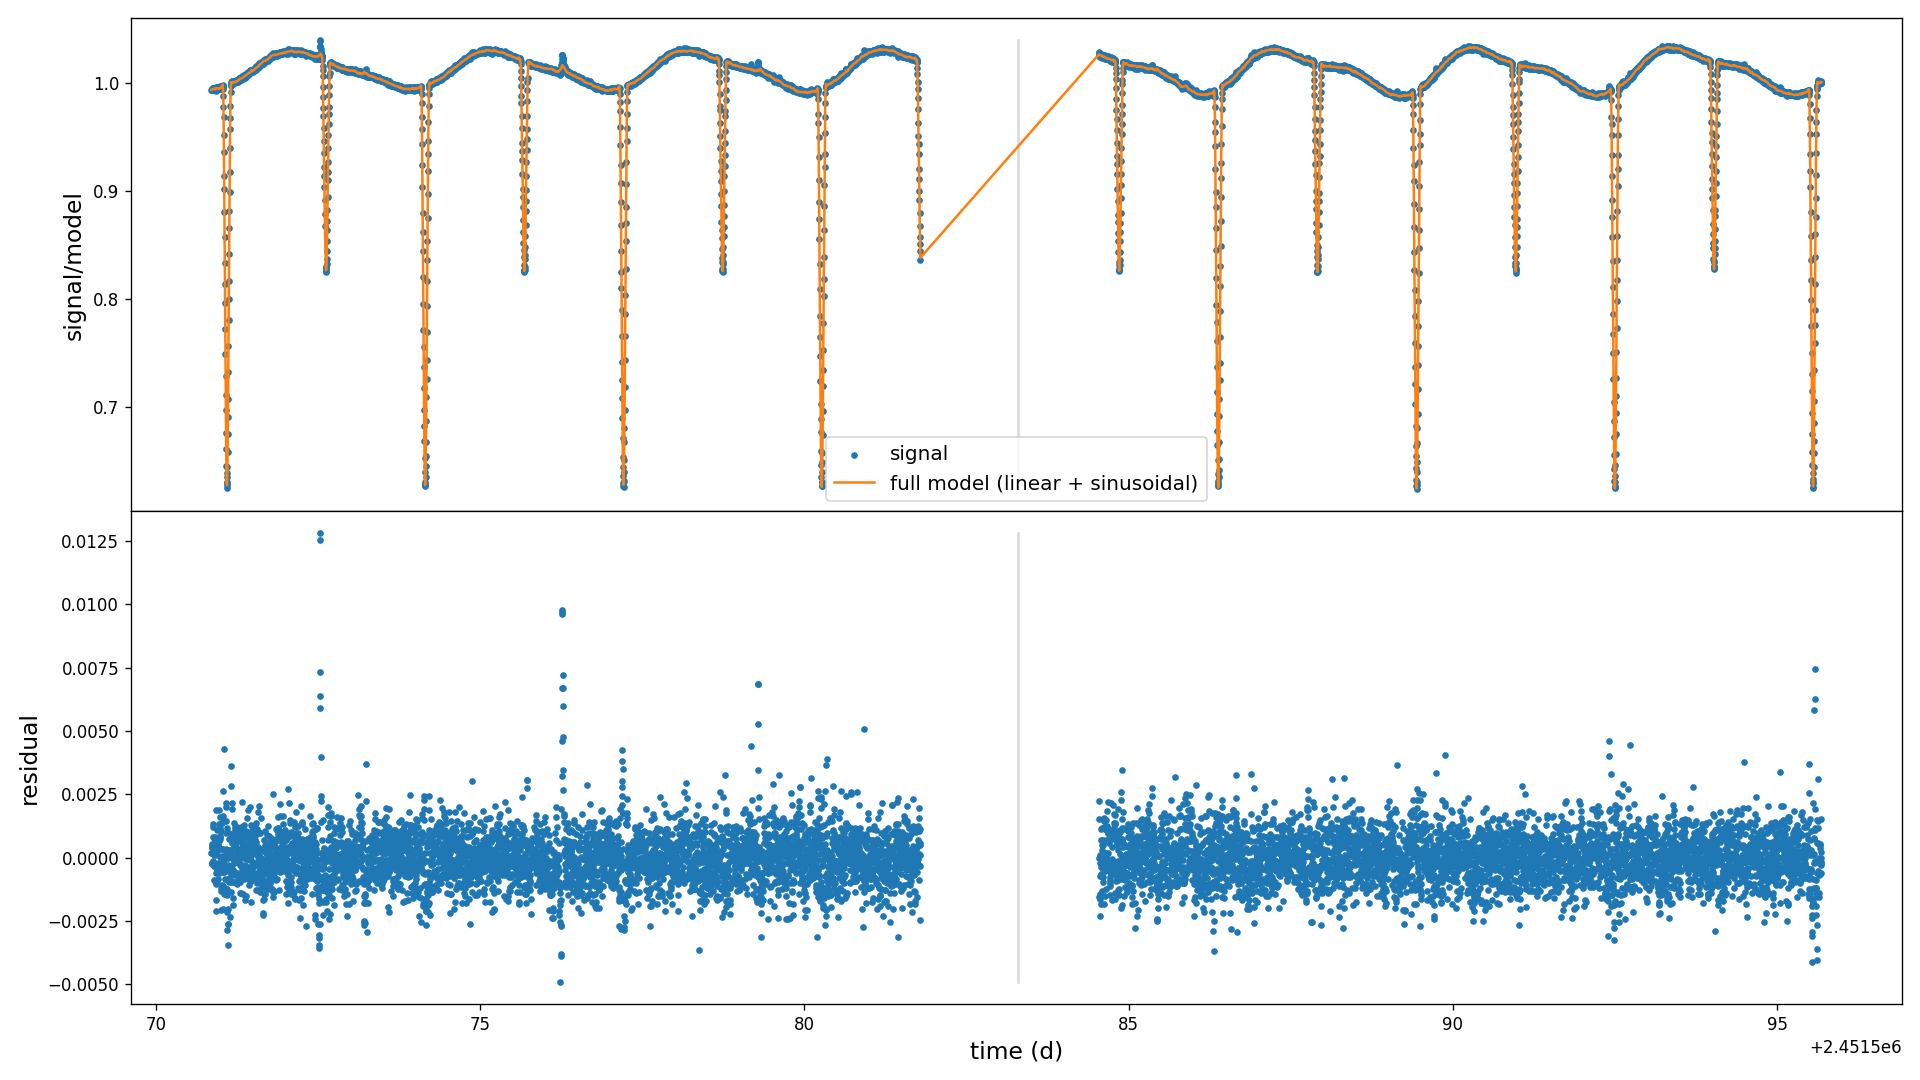 1.0
0.9
0.8
0.7
signal/model
signal
full model (linear + sinusoidal)
0.0125
0.0100
0.0075
0.0050
0.0025
0.0000
−0.0025
−0.0050
residual
70 75 80 85 90 95
time (d)
+2.4515e6